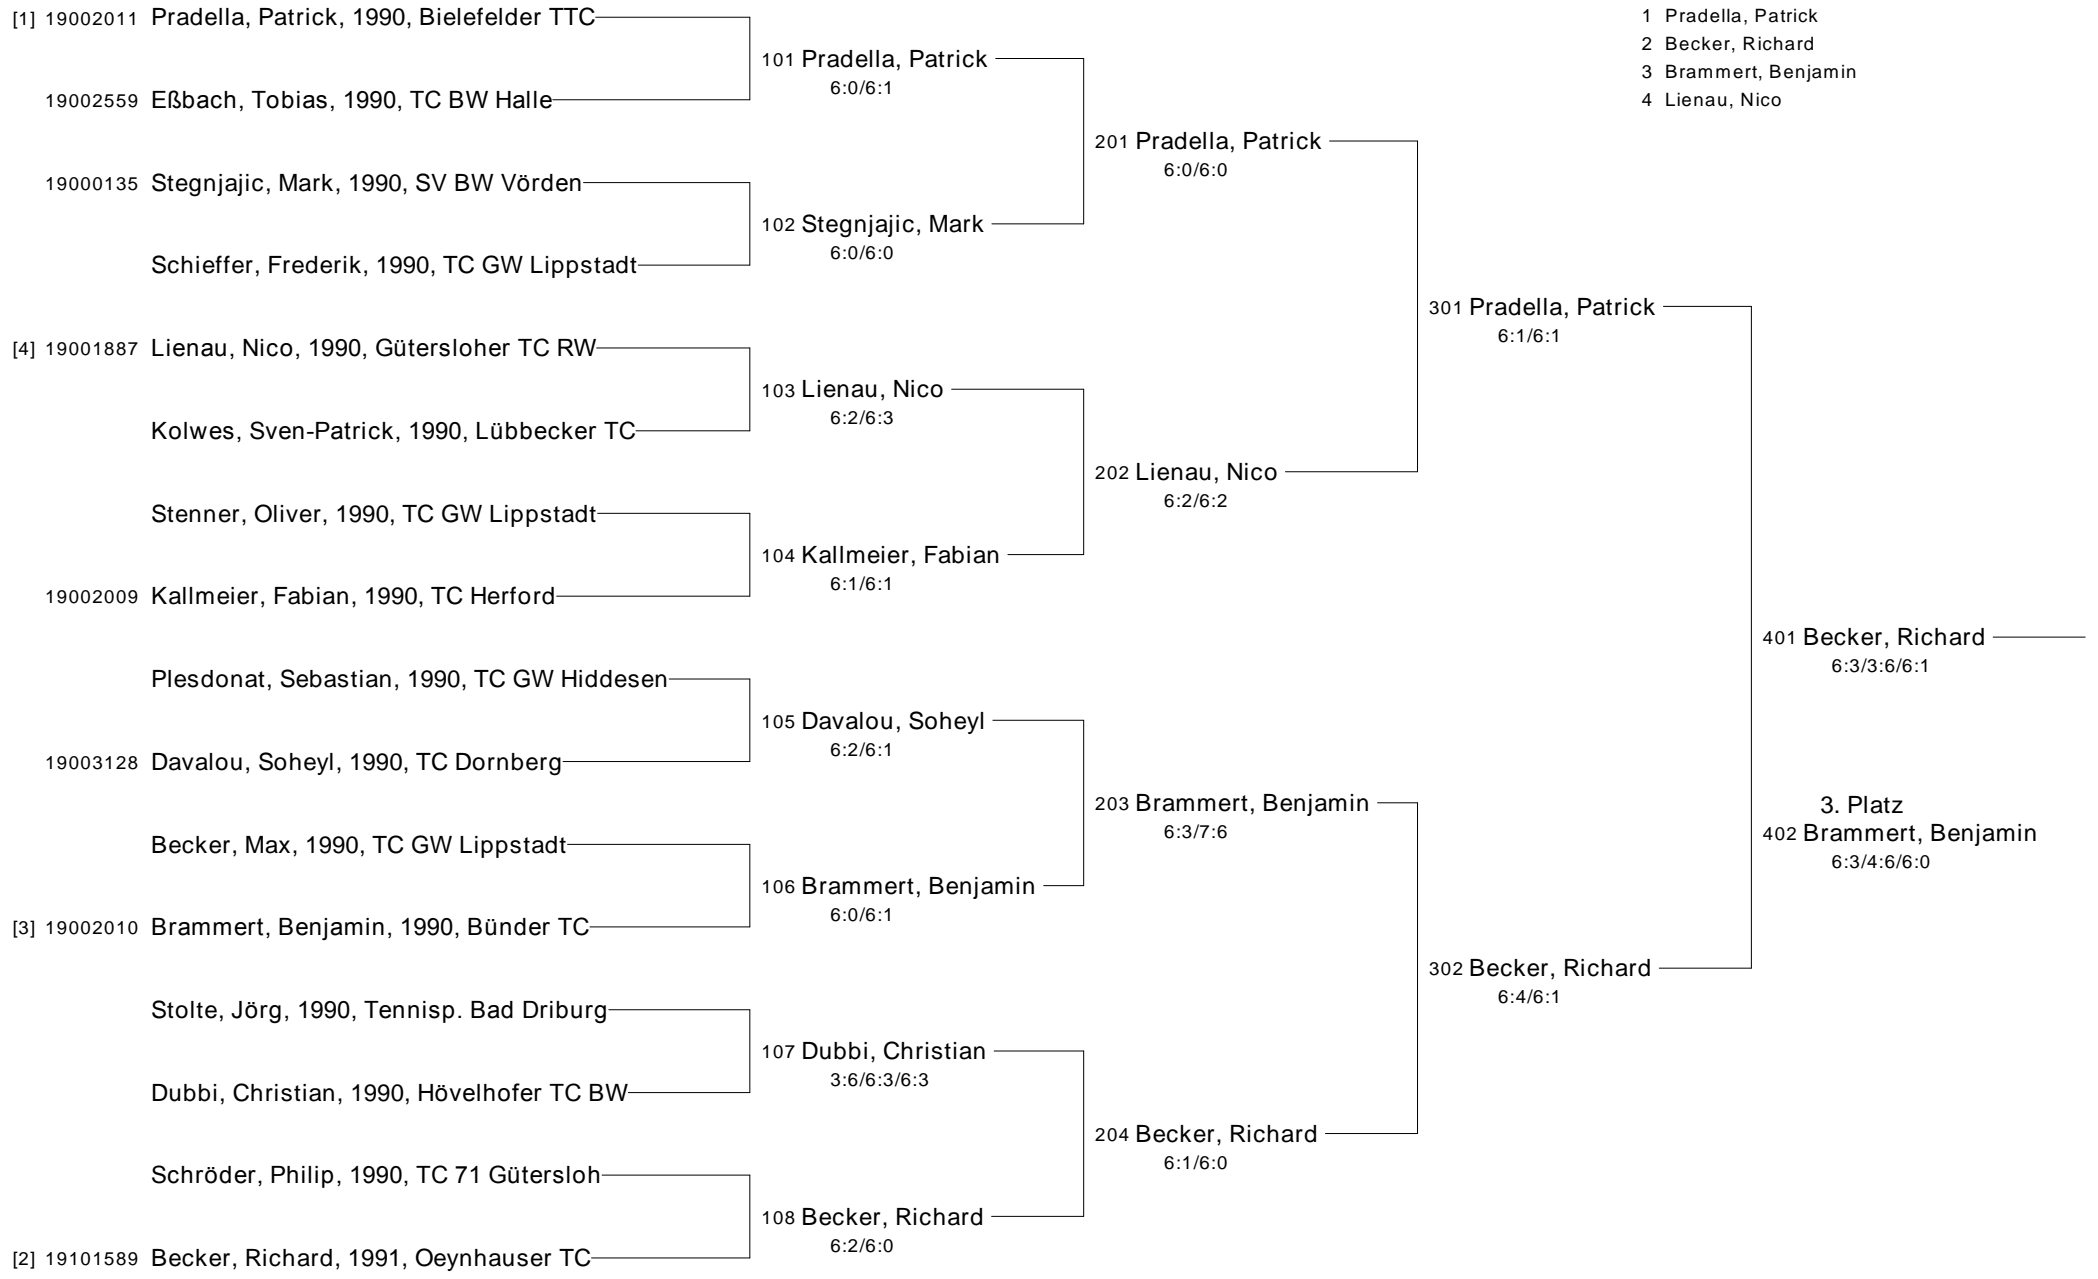 [1] 19002011 Pradella, Patrick, 1990, Bielefelder TTC
19002559 Eßbach, Tobias, 1990, TC BW Halle
19000135 Stegnjajic, Mark, 1990, SV BW Vörden
Schieffer, Frederik, 1990, TC GW Lippstadt
[4] 19001887 Lienau, Nico, 1990, Gütersloher TC RW
Kolwes, Sven-Patrick, 1990, Lübbecker TC
Stenner, Oliver, 1990, TC GW Lippstadt
19002009 Kallmeier, Fabian, 1990, TC Herford
Plesdonat, Sebastian, 1990, TC GW Hiddesen
19003128 Davalou, Soheyl, 1990, TC Dornberg
Becker, Max, 1990, TC GW Lippstadt
[3] 19002010 Brammert, Benjamin, 1990, Bünder TC
Stolte, Jörg, 1990, Tennisp. Bad Driburg
Dubbi, Christian, 1990, Hövelhofer TC BW
Schröder, Philip, 1990, TC 71 Gütersloh
[2] 19101589 Becker, Richard, 1991, Oeynhauser TC
101 Pradella, Patrick
6:0/6:1
102 Stegnjajic, Mark
6:0/6:0
103 Lienau, Nico
6:2/6:3
104 Kallmeier, Fabian
6:1/6:1
105 Davalou, Soheyl
6:2/6:1
106 Brammert, Benjamin
6:0/6:1
107 Dubbi, Christian
3:6/6:3/6:3
108 Becker, Richard
6:2/6:0
201 Pradella, Patrick
6:0/6:0
202 Lienau, Nico
6:2/6:2
203 Brammert, Benjamin
6:3/7:6
204 Becker, Richard
6:1/6:0
301 Pradella, Patrick
6:1/6:1
302 Becker, Richard
6:4/6:1
1 Pradella, Patrick
2 Becker, Richard
3 Brammert, Benjamin
4 Lienau, Nico
401 Becker, Richard
6:3/3:6/6:1
3. Platz
402 Brammert, Benjamin
6:3/4:6/6:0